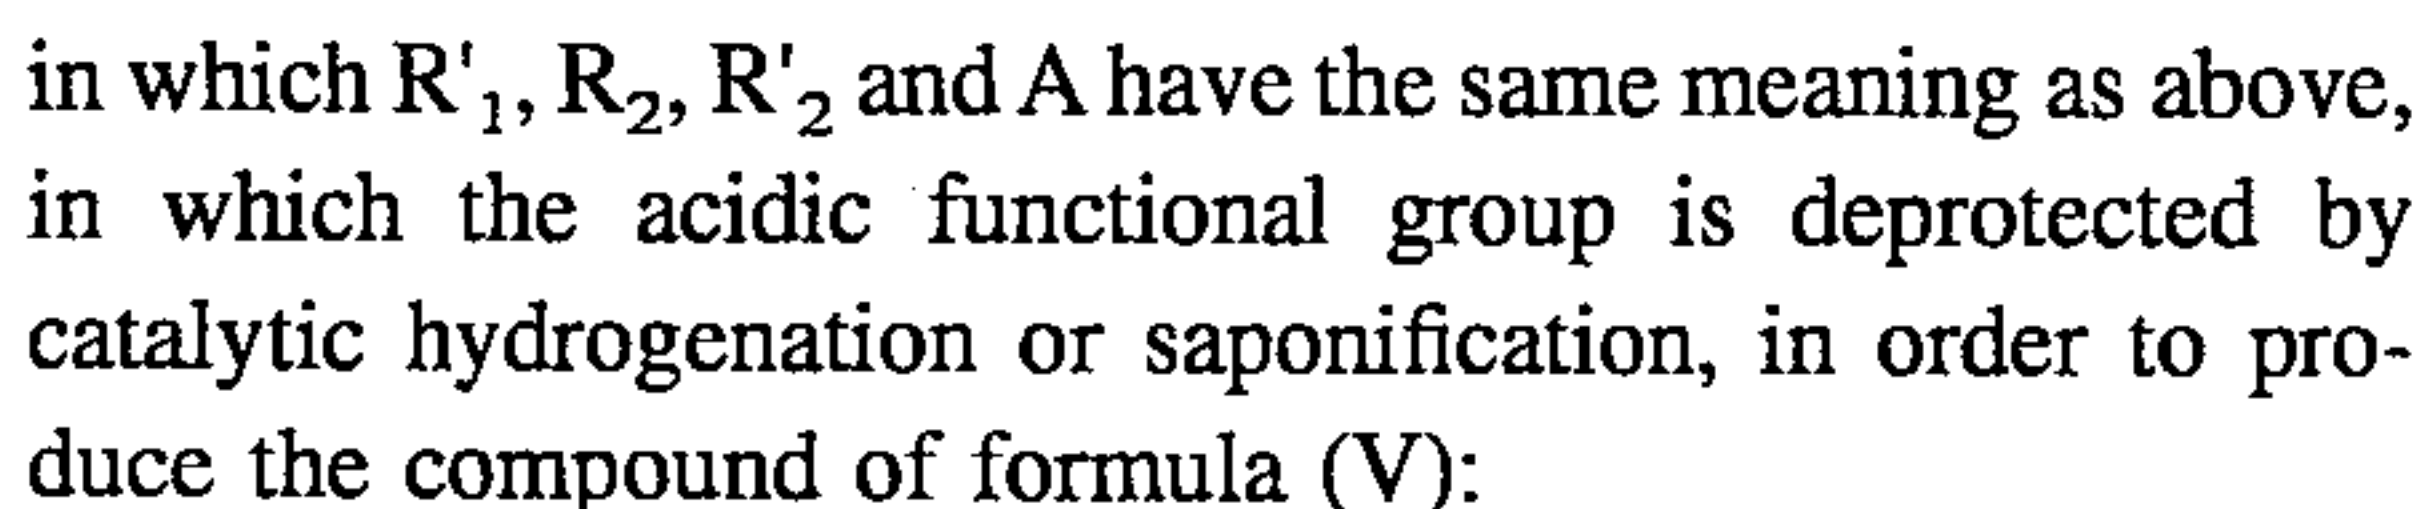 in which R'₁, R₂, R'₂ and A have the same meaning as above,
in which the acidic functional group is deprotected by
catalytic hydrogenation or saponification, in order to pro-
duce the compound of formula (V):